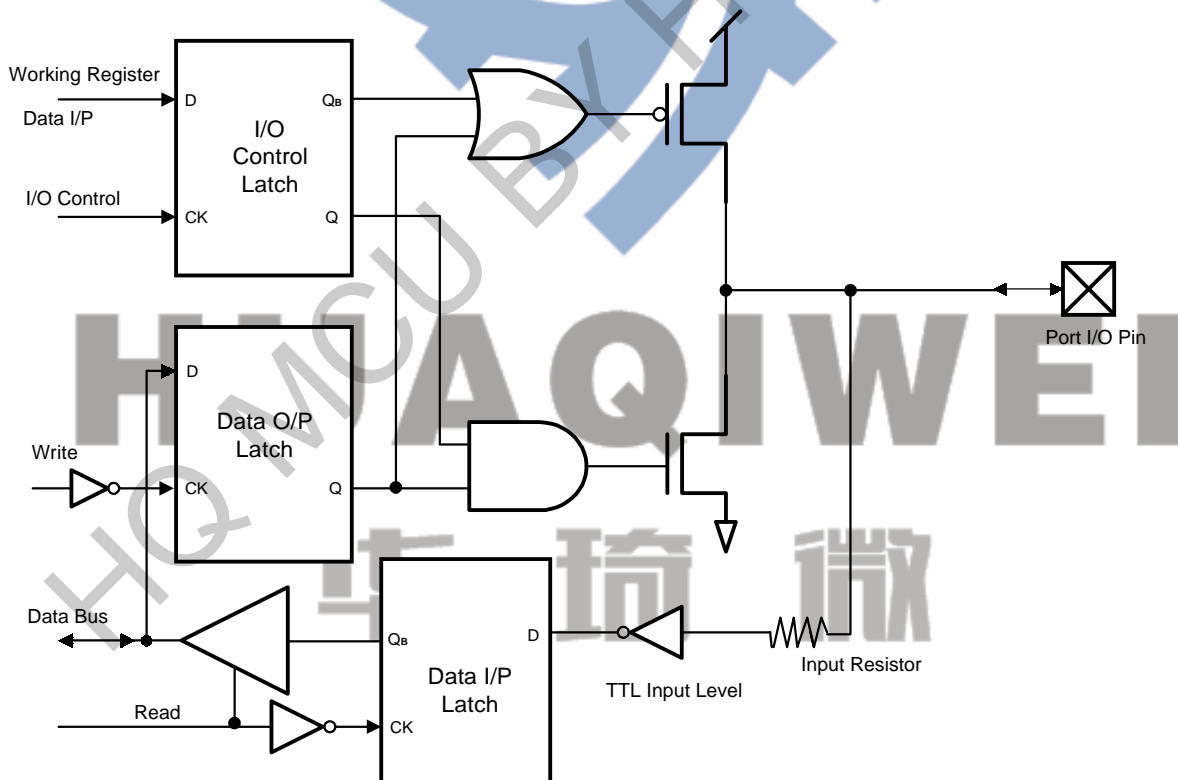 Working Register
Data I/P
I/O Control
D
CK
QB
Q
I/O
Control
Latch
Write
D
CK
Q
Data O/P
Latch
Port I/O Pin
Data Bus
Read
QB
D
CK
Data I/P
Latch
TTL Input Level
Input Resistor
HUAQIWEI
华琦微
HQ MCU BY H